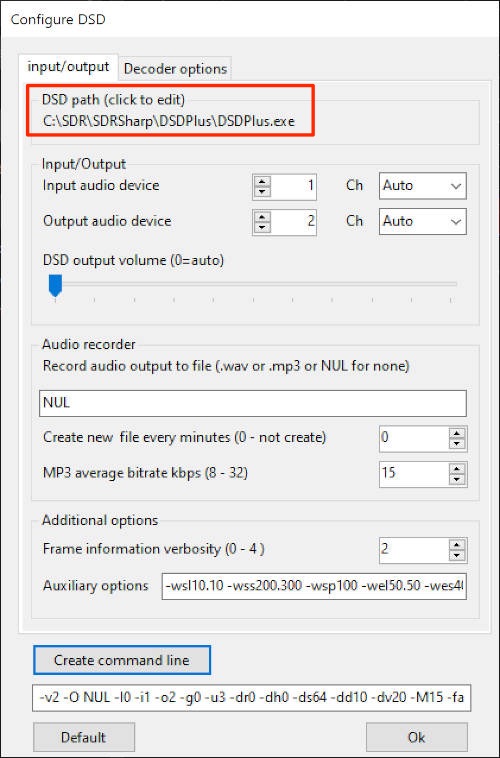 Configure DSD
input/output
Decoder options
DSD path (click to edit)
C:\SDR\SDRSharp\DSDPlus\DSDPlus.exe
Input/Output
Input audio device 1 Ch Auto
Output audio device 2 Ch Auto
DSD output volume (0=auto)
Audio recorder
Record audio output to file (.wav or .mp3 or NUL for none)
NUL
Create new file every minutes (0 - not create) 0
MP3 average bitrate kbps (8 - 32) 15
Additional options
Frame information verbosity (0 - 4 ) 2
Auxiliary options -wsl10.10 -wss200.300 -wsp100 -wel50.50 -wes40
Create command line
-v2 -O NUL -I0 -i1 -o2 -g0 -u3 -dr0 -dh0 -ds64 -dd10 -dv20 -M15 -fa
Default
Ok